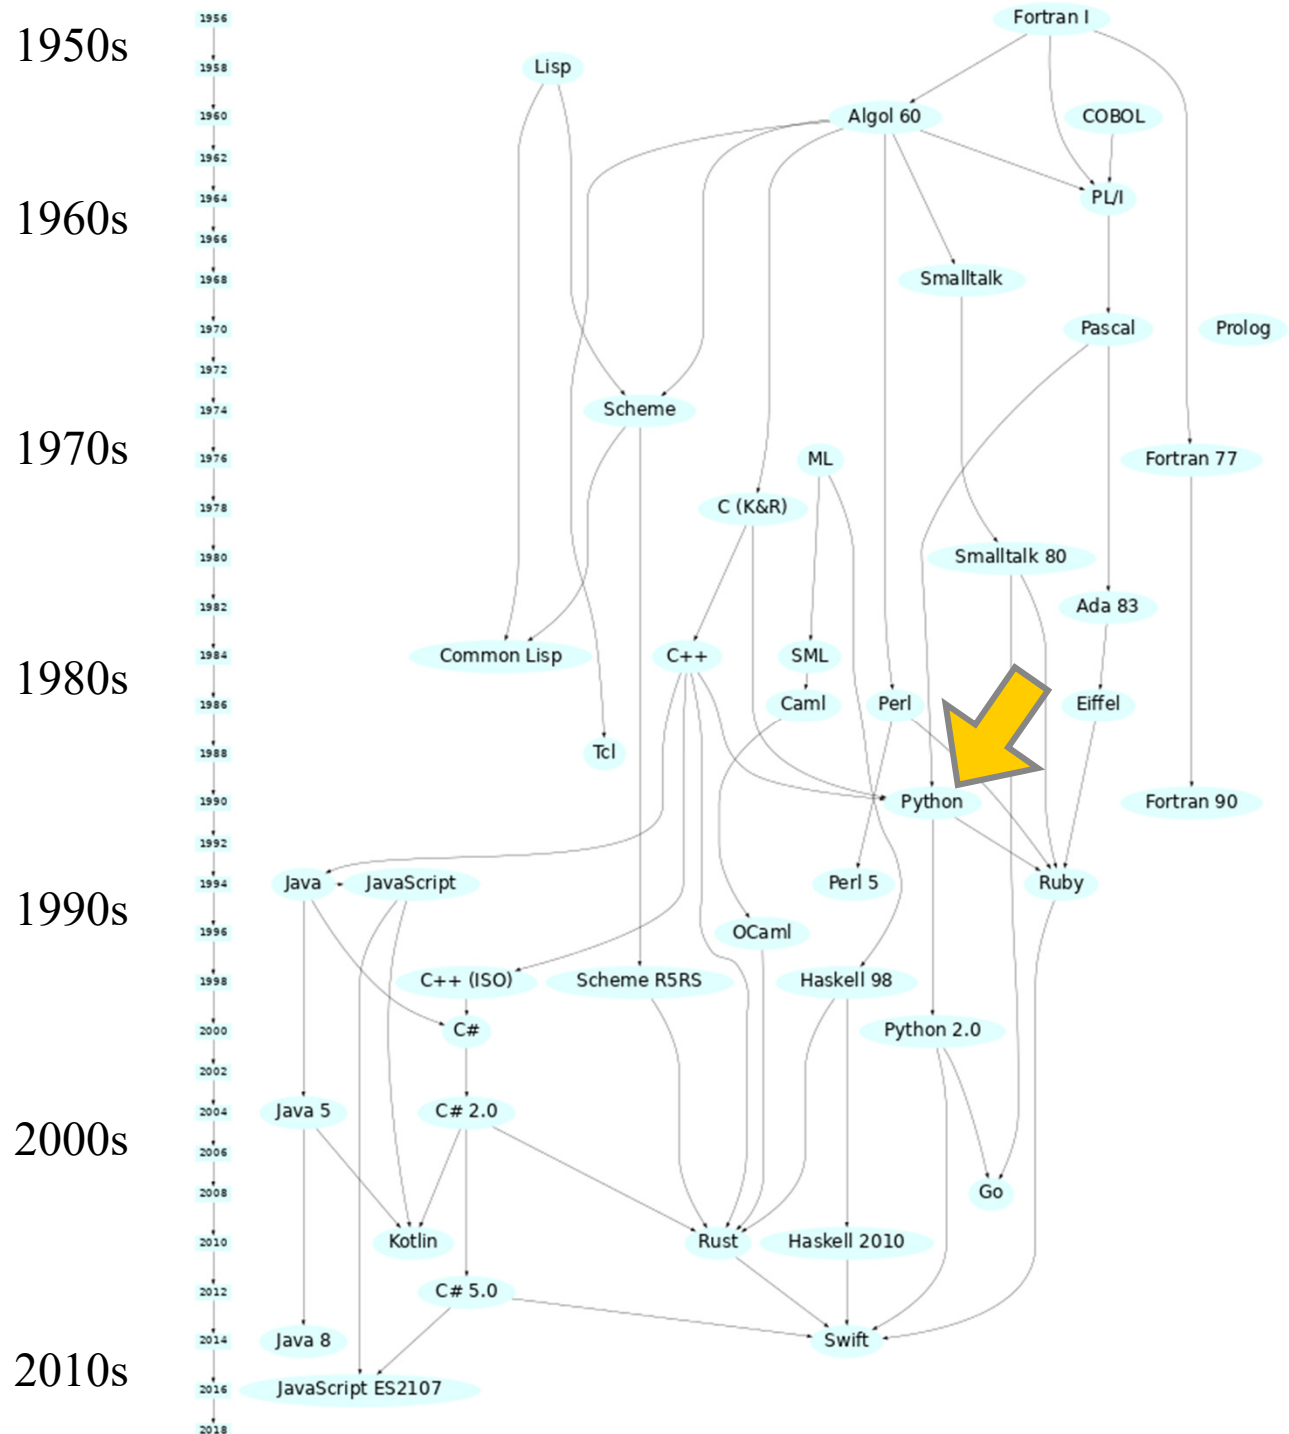 1956
Fortran I
1950s
1958
Lisp
1960
Algol 60
COBOL
1962
1964
PL/I
1960s
1966
1968
Smalltalk
1970
Pascal
Prolog
1972
1974
Scheme
1970s
1976
ML
Fortran 77
1978
C (K&R)
1980
Smalltalk 80
1982
Ada 83
1984
Common Lisp
C++
SML
1980s
1986
Caml
Perl
Eiffel
1988
Tcl
1990
Python
Fortran 90
1992
1994
Java
JavaScript
Perl 5
Ruby
1990s
1996
OCaml
1998
C++ (ISO)
Scheme R5RS
Haskell 98
2000
C#
Python 2.0
2002
2004
Java 5
C# 2.0
2000s
2006
2008
Go
2010
Kotlin
Rust
Haskell 2010
2012
C# 5.0
2014
Java 8
Swift
2010s
2016
JavaScript ES2107
2018